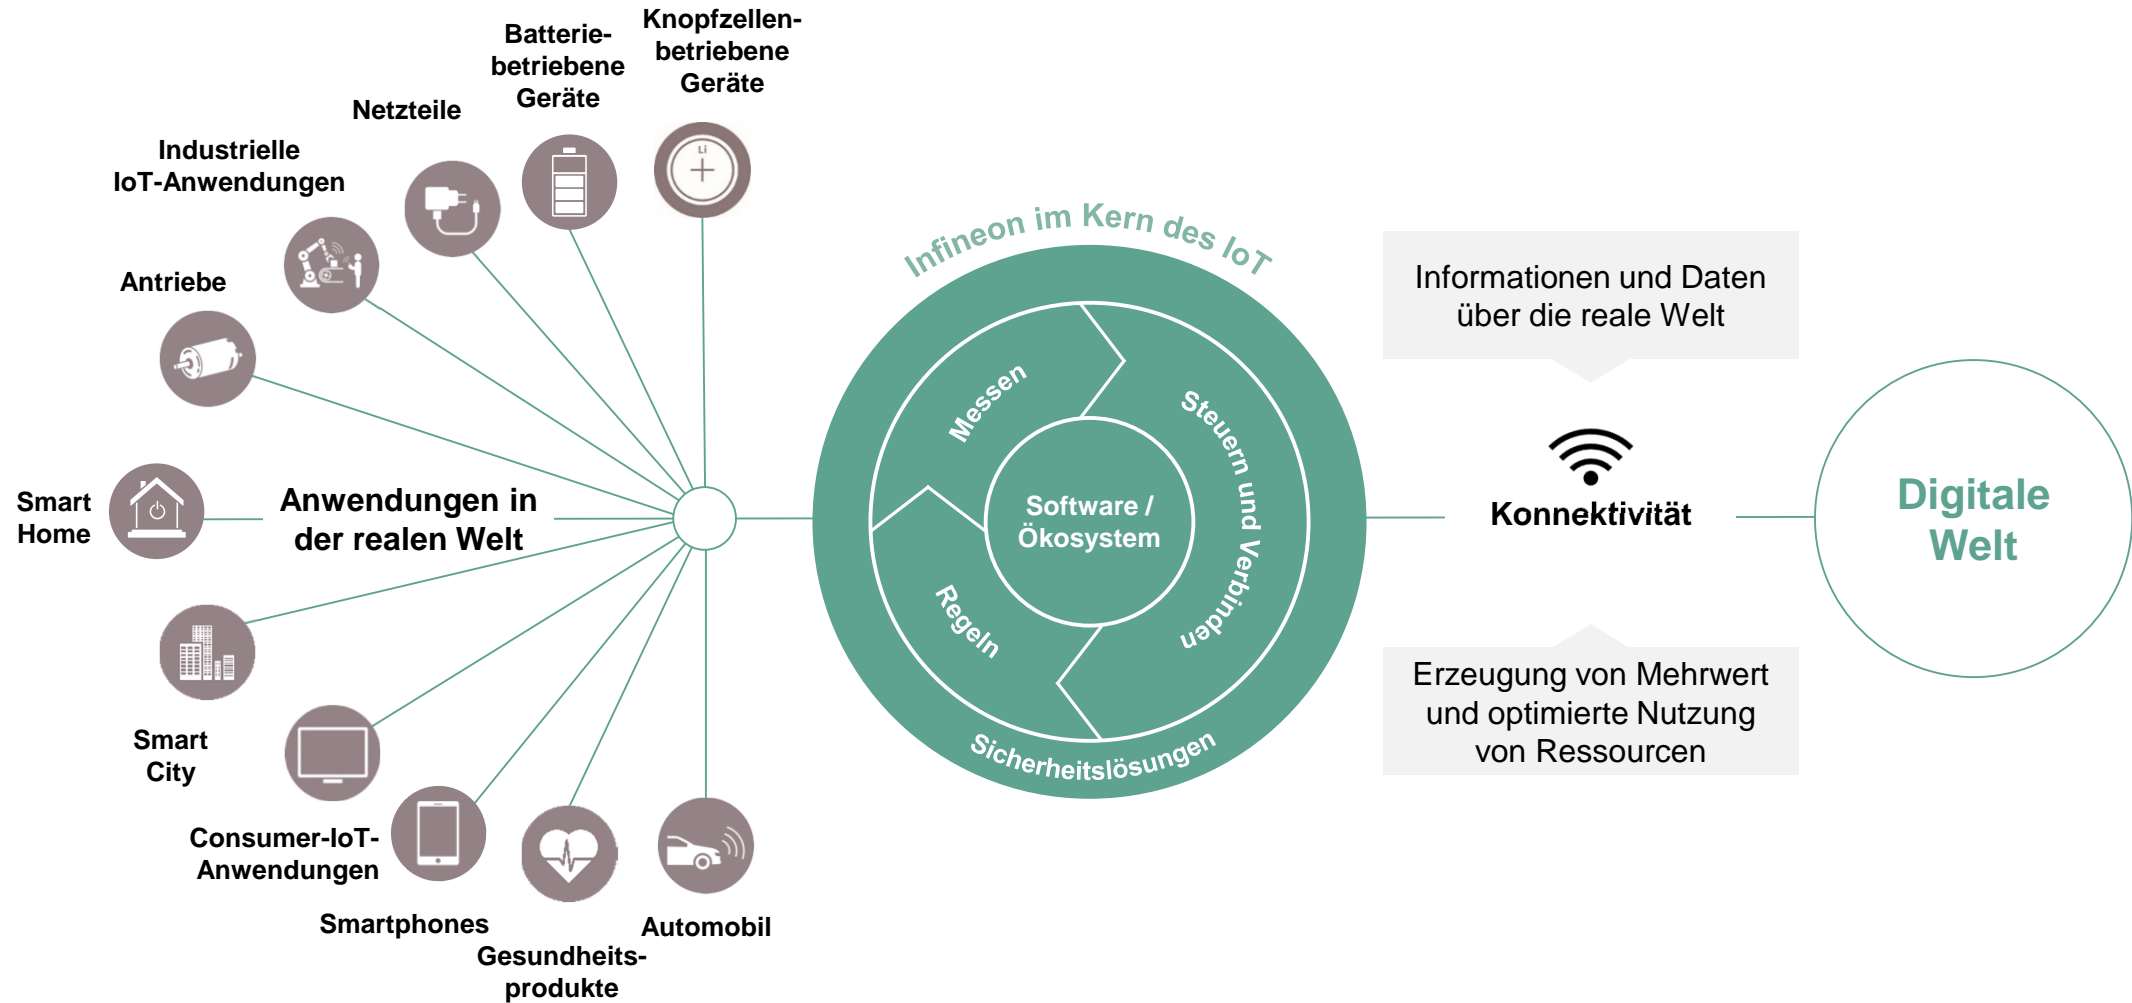 Knopfzellen-
betriebene
Geräte
Batterie-
betriebene
Geräte
Netzteile
Industrielle
IoT-Anwendungen
Antriebe
Smart
Home
Anwendungen in
der realen Welt
Smart
City
Consumer-IoT-
Anwendungen
Smartphones
Gesundheits-
produkte
Automobil
Li
Infineon im Kern des IoT
Messen
Steuern und Verbinden
Regeln
Software /
Ökosystem
Sicherheitslösungen
Informationen und Daten
über die reale Welt
Konnektivität
Erzeugung von Mehrwert
und optimierte Nutzung
von Ressourcen
Digitale
Welt